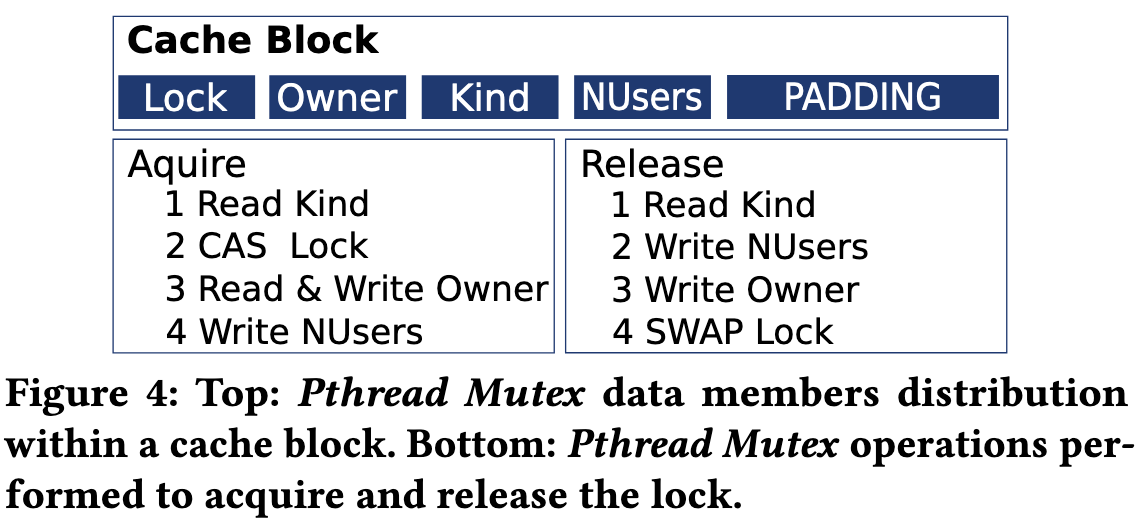 Cache Block
Lock Owner Kind NUsers PADDING
Aquire
1 Read Kind
2 CAS Lock
3 Read & Write Owner
4 Write NUsers
Release
1 Read Kind
2 Write NUsers
3 Write Owner
4 SWAP Lock
Figure 4: Top: Pthread Mutex data members distribution
within a cache block. Bottom: Pthread Mutex operations per-
formed to acquire and release the lock.